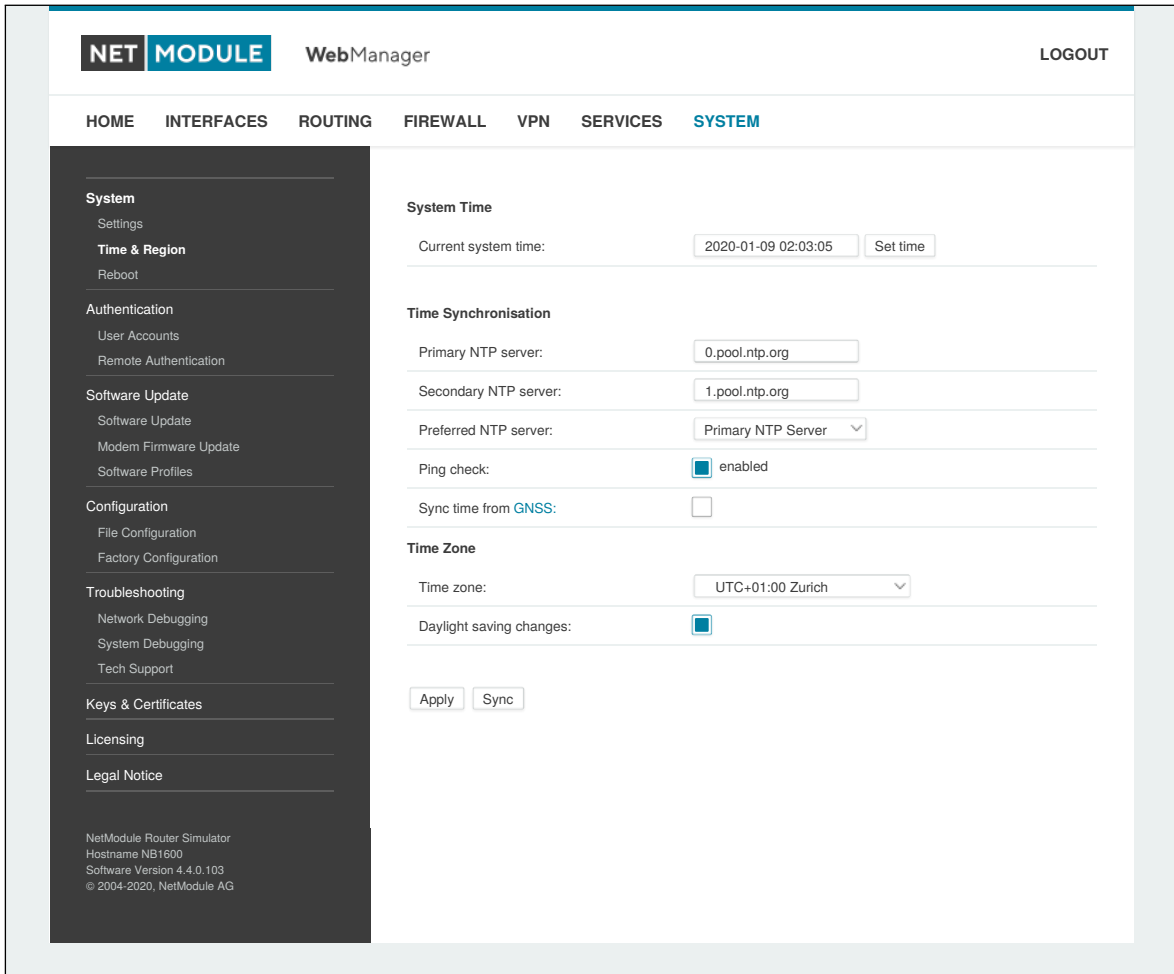 NET MODULE WebManager LOGOUT
HOME INTERFACES ROUTING FIREWALL VPN SERVICES SYSTEM
System
Settings
Time & Region
Reboot
Authentication
User Accounts
Remote Authentication
Software Update
Software Update
Modem Firmware Update
Software Profiles
Configuration
File Configuration
Factory Configuration
Troubleshooting
Network Debugging
System Debugging
Tech Support
Keys & Certificates
Licensing
Legal Notice
NetModule Router Simulator
Hostname NB1600
Software Version 4.4.0.103
© 2004-2020, NetModule AG
System Time
Current system time: 2020-01-09 02:03:05 Set time
Time Synchronisation
Primary NTP server: 0.pool.ntp.org
Secondary NTP server: 1.pool.ntp.org
Preferred NTP server: Primary NTP Server
Ping check: enabled
Sync time from GNSS:
Time Zone
Time zone: UTC+01:00 Zurich
Daylight saving changes:
Apply Sync